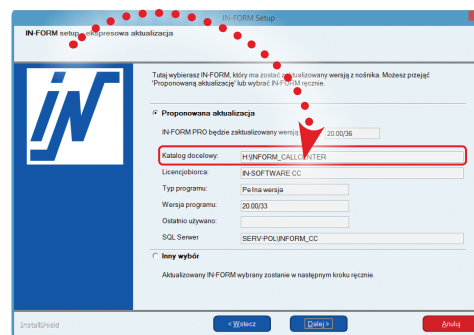 IN-FORM Setup
IN-FORM setup - ekspresowa aktualizacja
Tutaj wybierasz IN-FORM, który ma zostać zaktualizowany wersją z nośnika. Możesz przejąć
'Proponowaną aktualizację' lub wybrać IN-FORM ręcznie.
Proponowana aktualizacja
IN-FORM PRO będzie zaktualizowany wersją 20.00/36
Katalog docelowy: H:\INFORM_CALLCENTER
Licencjobiorca: IN-SOFTWARE CC
Typ programu: Pełna wersja
Wersja programu: 20.00/33
Ostatnio używano:
SQL Serwer SERV-POL\INFORM_CC
Inny wybór
Aktualizowany IN-FORM wybrany zostanie w następnym kroku ręcznie.
InstallShield
< Wstecz Dalej > Anuluj